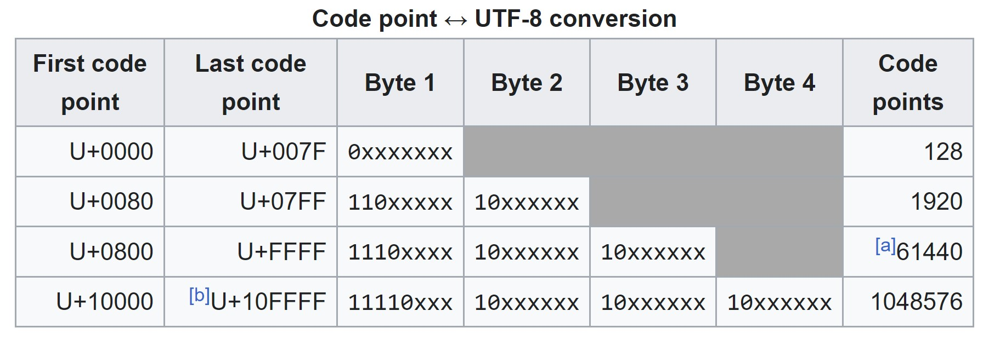 Code point ↔ UTF-8 conversion
First code point Last code point Byte 1 Byte 2 Byte 3 Byte 4 Code points
U+0000 U+007F 0xxxxxxx 128
U+0080 U+07FF 110xxxxx 10xxxxxx 1920
U+0800 U+FFFF 1110xxxx 10xxxxxx 10xxxxxx [a]61440
U+10000 [b]U+10FFFF 11110xxx 10xxxxxx 10xxxxxx 10xxxxxx 1048576